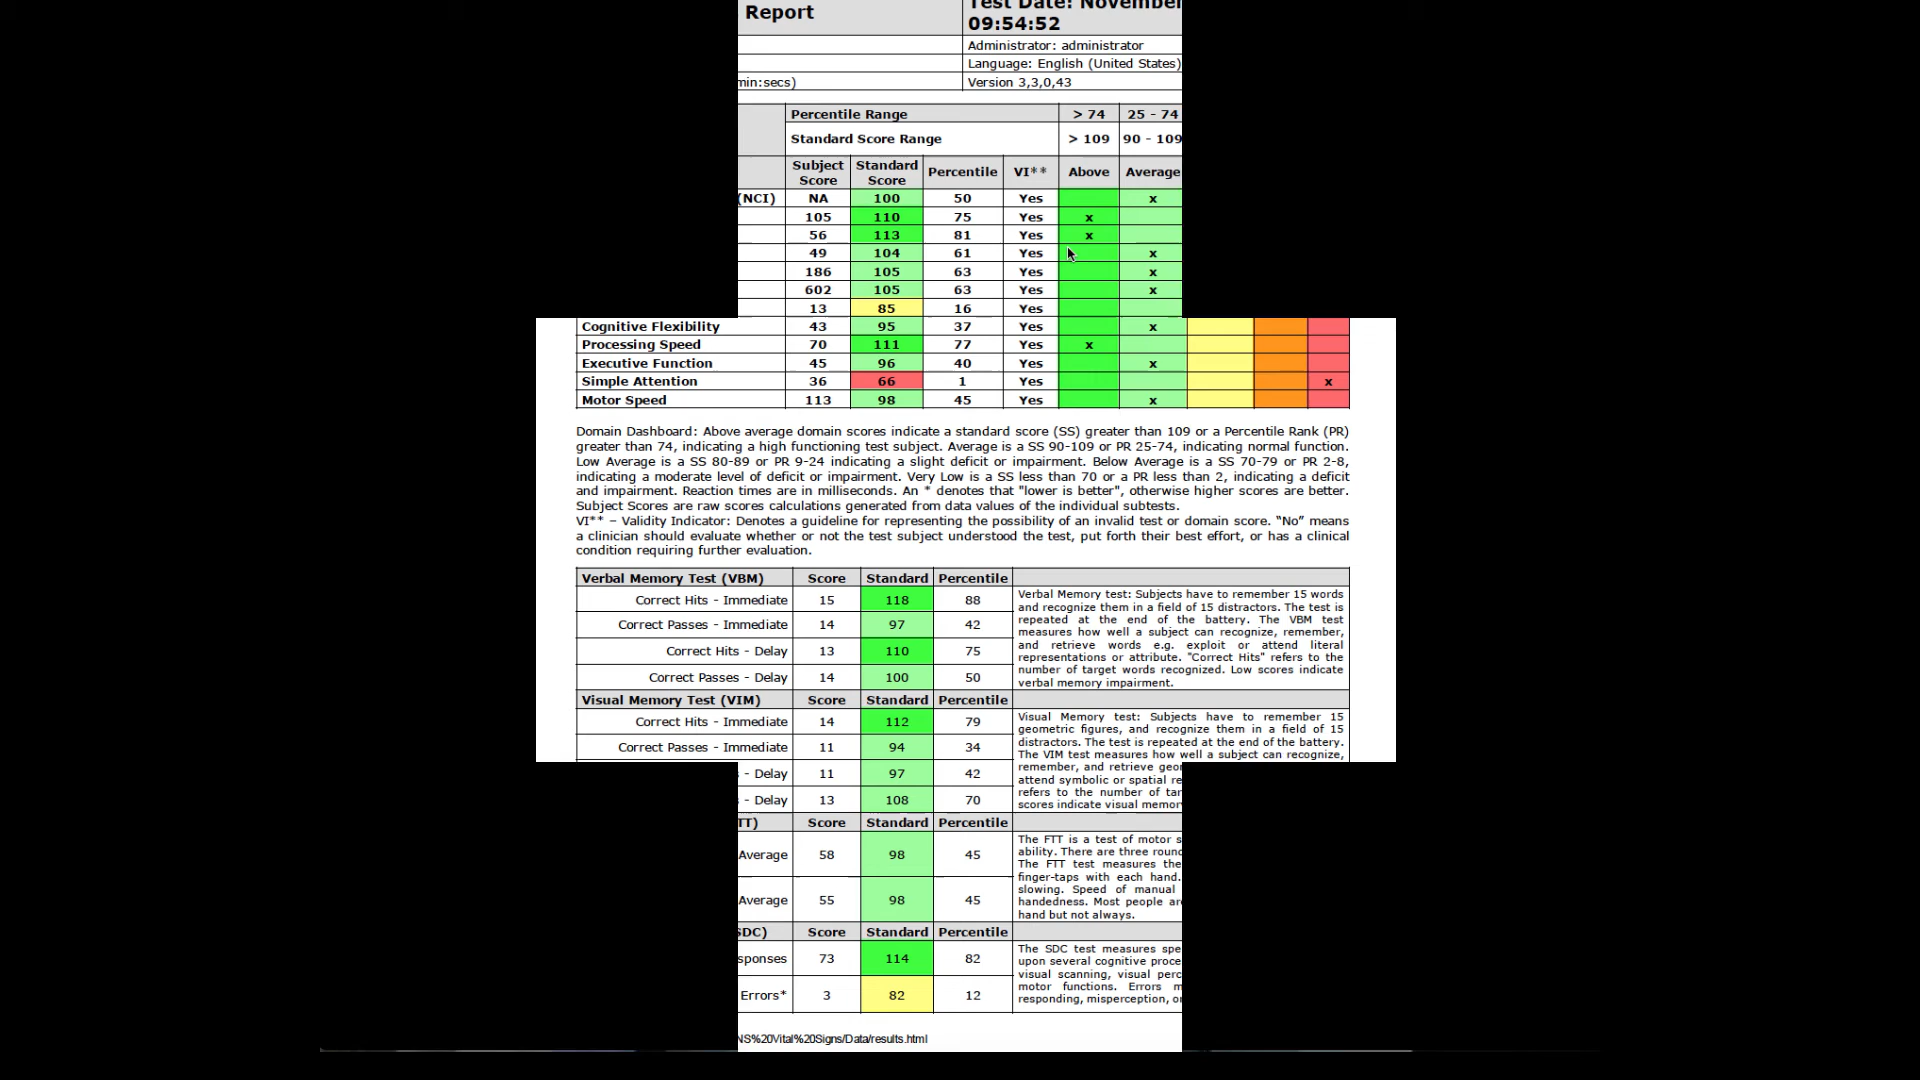 Report
Test Date: November
09:54:52
Administrator: administrator
Language: English (United States)
min:secs) Version 3,3,0,43
Percentile Range > 74 25 - 74
Standard Score Range > 109 90 - 109
Subject Score Standard Score Percentile VI** Above Average
(NCI) NA 100 50 Yes x
105 110 75 Yes x
56 113 81 Yes x
49 104 61 Yes x
186 105 63 Yes x
602 105 63 Yes x
13 85 16 Yes
Cognitive Flexibility 43 95 37 Yes x
Processing Speed 70 111 77 Yes x
Executive Function 45 96 40 Yes x
Simple Attention 36 66 1 Yes x
Motor Speed 113 98 45 Yes x
Domain Dashboard: Above average domain scores indicate a standard score (SS) greater than 109 or a Percentile Rank (PR)
greater than 74, indicating a high functioning test subject. Average is a SS 90-109 or PR 25-74, indicating normal function.
Low Average is a SS 80-89 or PR 9-24 indicating a slight deficit or impairment. Below Average is a SS 70-79 or PR 2-8,
indicating a moderate level of deficit or impairment. Very Low is a SS less than 70 or a PR less than 2, indicating a deficit
and impairment. Reaction times are in milliseconds. An * denotes that "lower is better", otherwise higher scores are better.
Subject Scores are raw scores calculations generated from data values of the individual subtests.
VI** – Validity Indicator: Denotes a guideline for representing the possibility of an invalid test or domain score. “No” means
a clinician should evaluate whether or not the test subject understood the test, put forth their best effort, or has a clinical
condition requiring further evaluation.
Verbal Memory Test (VBM) Score Standard Percentile
Correct Hits - Immediate 15 118 88
Correct Passes - Immediate 14 97 42
Correct Hits - Delay 13 110 75
Correct Passes - Delay 14 100 50
Verbal Memory test: Subjects have to remember 15 words
and recognize them in a field of 15 distractors. The test is
repeated at the end of the battery. The VBM test
measures how well a subject can recognize, remember,
and retrieve words e.g. exploit or attend literal
representations or attribute. "Correct Hits" refers to the
number of target words recognized. Low scores indicate
verbal memory impairment.
Visual Memory Test (VIM) Score Standard Percentile
Correct Hits - Immediate 14 112 79
Correct Passes - Immediate 11 94 34
- Delay 11 97 42
- Delay 13 108 70
Visual Memory test: Subjects have to remember 15
geometric figures, and recognize them in a field of 15
distractors. The test is repeated at the end of the battery.
The VIM test measures how well a subject can recognize,
remember, and retrieve geo
attend symbolic or spatial re
refers to the number of tar
scores indicate visual memor
TT) Score Standard Percentile
Average 58 98 45
Average 55 98 45
The FTT is a test of motor s
ability. There are three roun
The FTT test measures the
finger-taps with each hand.
slowing. Speed of manual
handedness. Most people ar
hand but not always.
SDC) Score Standard Percentile
sponses 73 114 82
Errors* 3 82 12
The SDC test measures spe
upon several cognitive proce
visual scanning, visual perc
motor functions. Errors m
responding, misperception, or
NS%20Vital%20Signs/Data/results.html